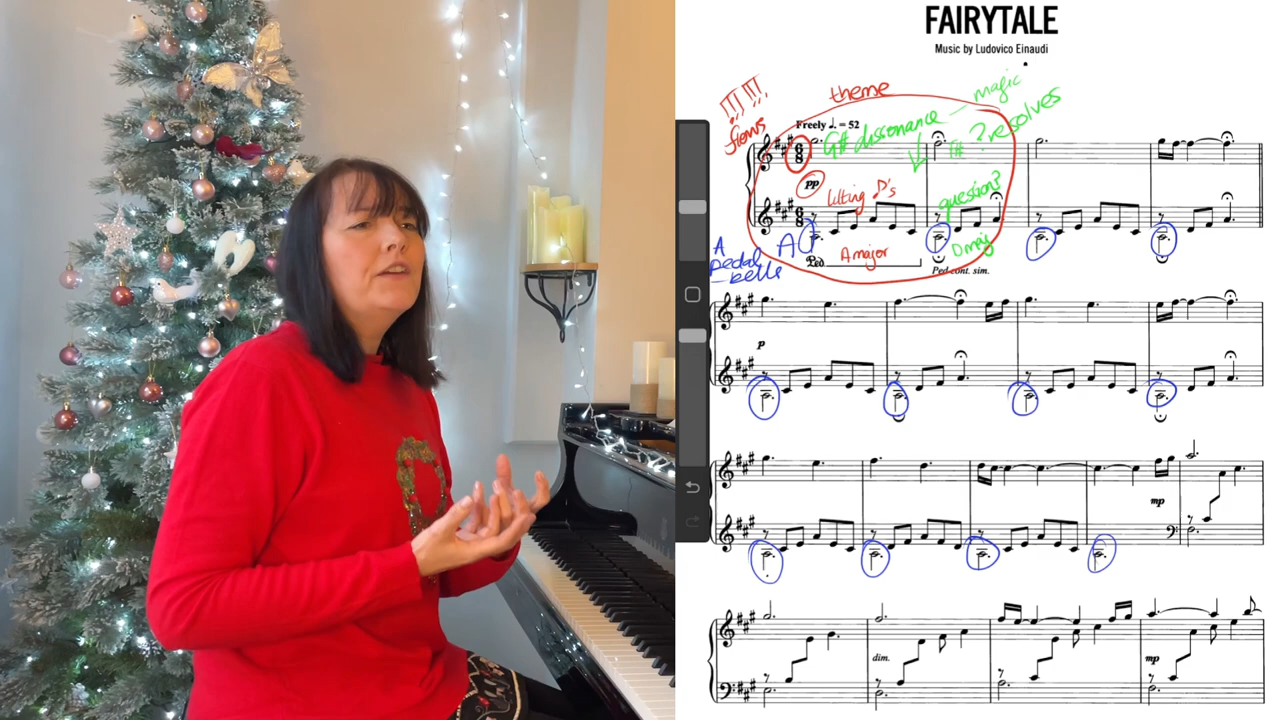 FAIRYTALE
Music by Ludovico Einaudi
theme
magic
flows
Freely ♩. = 52
G# dissonance —
F# ? resolves
pp
lilting
question?
A
A
pedal
A major
D maj
Ped.
Ped. cont. sim.
p
mp
dim.
mp